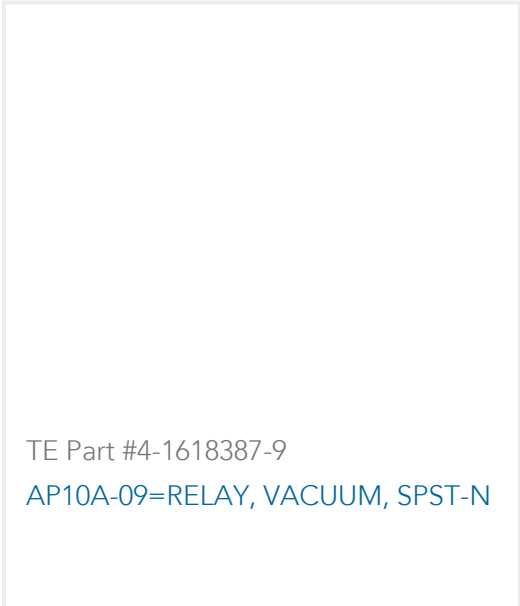 TE Part #4-1618387-9
AP10A-09=RELAY, VACUUM, SPST-N